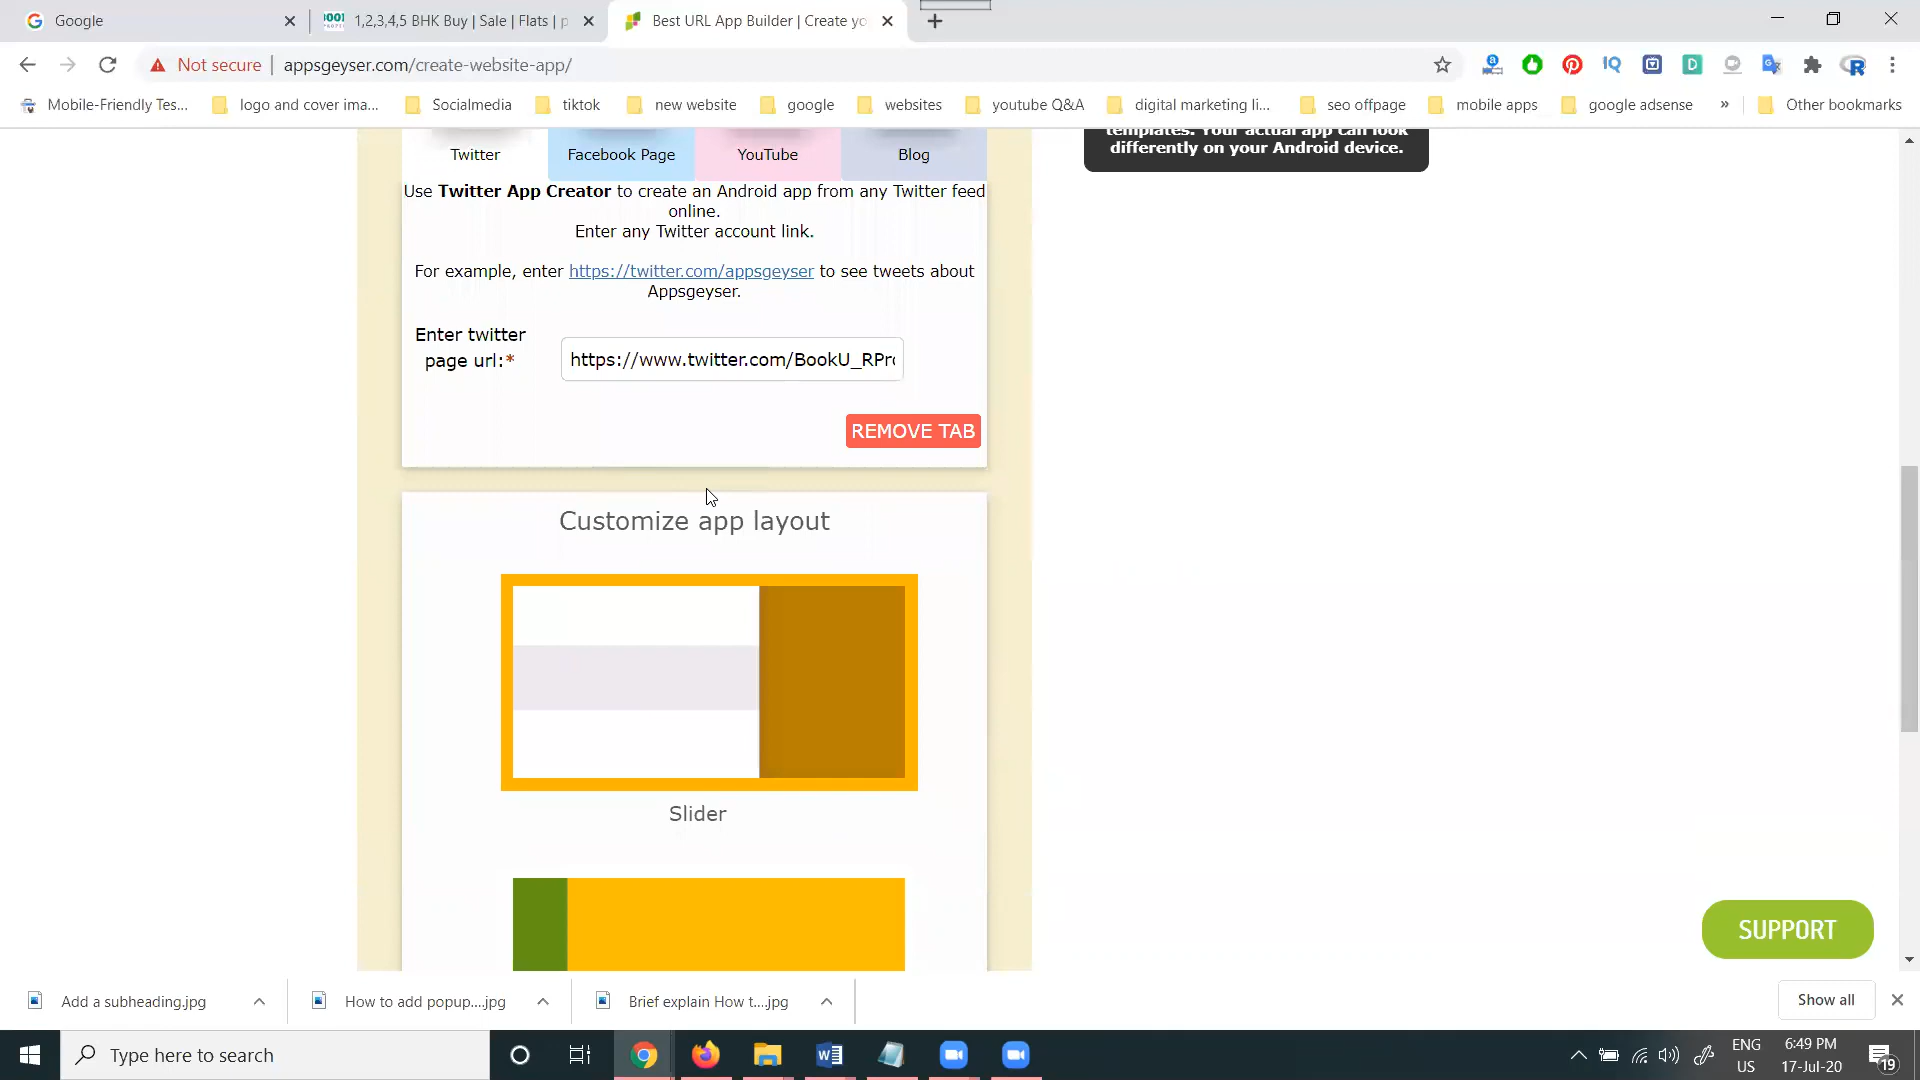 Google
1,2,3,4,5 BHK Buy | Sale | Flats | p
Best URL App Builder | Create yo
Not secure
appsgeyser.com/create-website-app/
Mobile-Friendly Tes...
logo and cover ima...
Socialmedia
tiktok
new website
google
websites
youtube Q&A
digital marketing li...
seo offpage
mobile apps
google adsense
»
Other bookmarks
templates. Your actual app can look
differently on your Android device.
Twitter
Facebook Page
YouTube
Blog
Use Twitter App Creator to create an Android app from any Twitter feed
online.
Enter any Twitter account link.
For example, enter https://twitter.com/appsgeyser to see tweets about
Appsgeyser.
Enter twitter
page url:*
https://www.twitter.com/BookU_RPr
REMOVE TAB
Customize app layout
Slider
SUPPORT
Add a subheading.jpg
How to add popup....jpg
Brief explain How t....jpg
Show all
Type here to search
ENG
US
6:49 PM
17-Jul-20
19